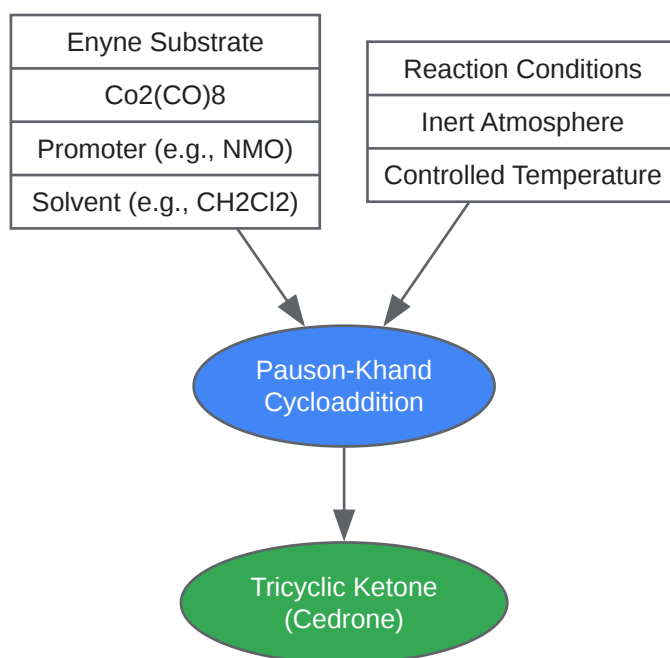 Enyne Substrate
Co2(CO)8
Promoter (e.g., NMO)
Solvent (e.g., CH2Cl2)
Reaction Conditions
Inert Atmosphere
Controlled Temperature
Pauson-Khand
Cycloaddition
Tricyclic Ketone
(Cedrone)